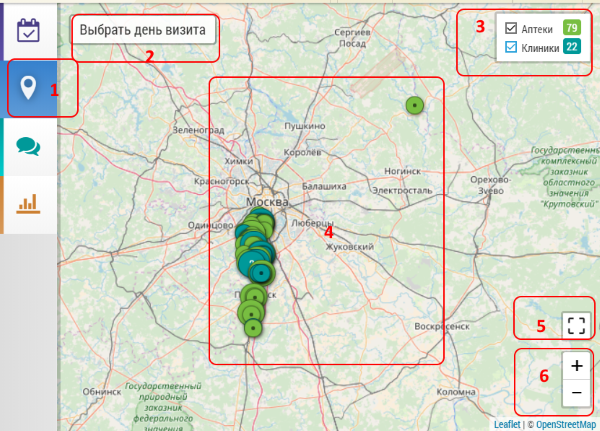 Выбрать день визита
2
3
Аптеки 79
Клиники 22
1
Сергиев
Посад
Зеленоград
Пушкино
Химки
Королёв
Красногорск
Балашиха
Ногинск
Электросталь
Орехово-
Зуево
Государственный
комплексный
заказник
областного
значения
"Крутовский"
Москва
Одинцово
Люберцы
4
Жуковский
5
Воскресенск
6
+
−
Обнинск
Государственный
природный
заказник
федерального
значения
Коломна
Leaflet | © OpenStreetMap